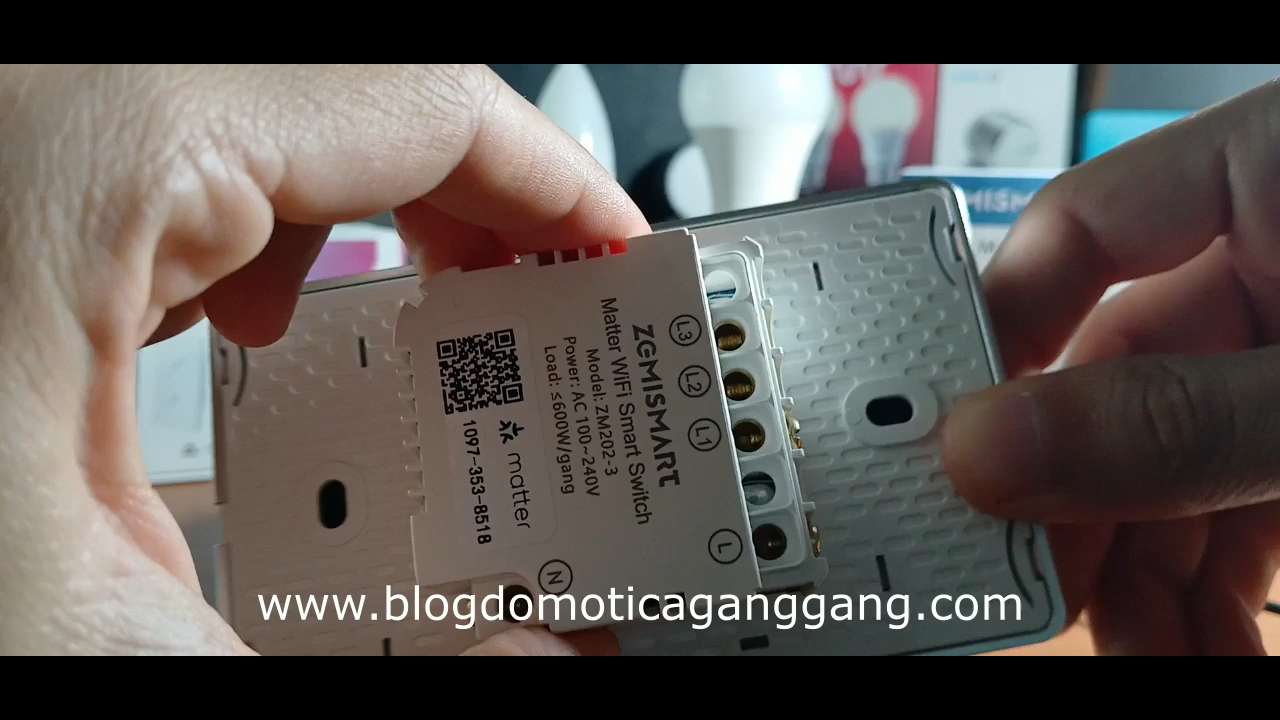 ZEMISMART
Matter WiFi Smart Switch
Model: ZM202-3
Power: AC 100~240V
Load: ≤600W/gang
matter
1097-353-8518
L3
L2
L1
L
N
www.blogdomoticaganggang.com